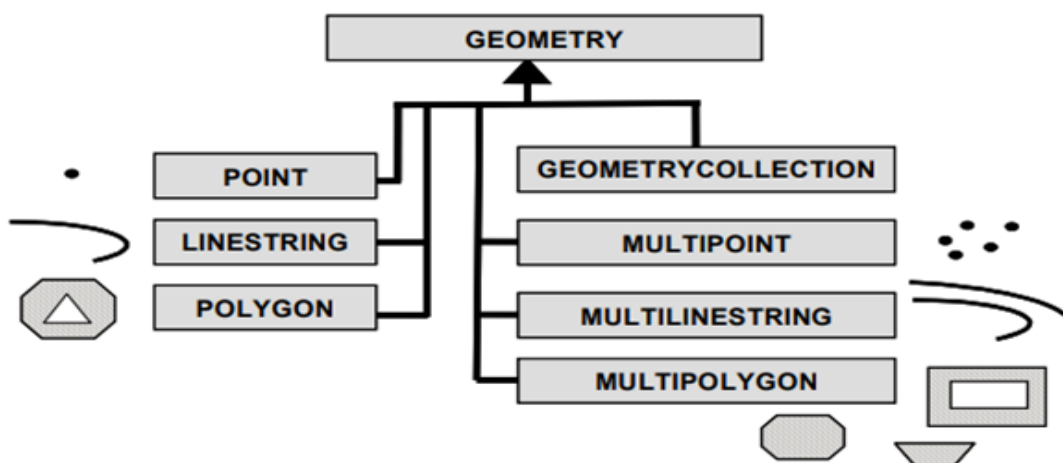 GEOMETRY
POINT
LINESTRING
POLYGON
GEOMETRYCOLLECTION
MULTIPOINT
MULTILINESTRING
MULTIPOLYGON